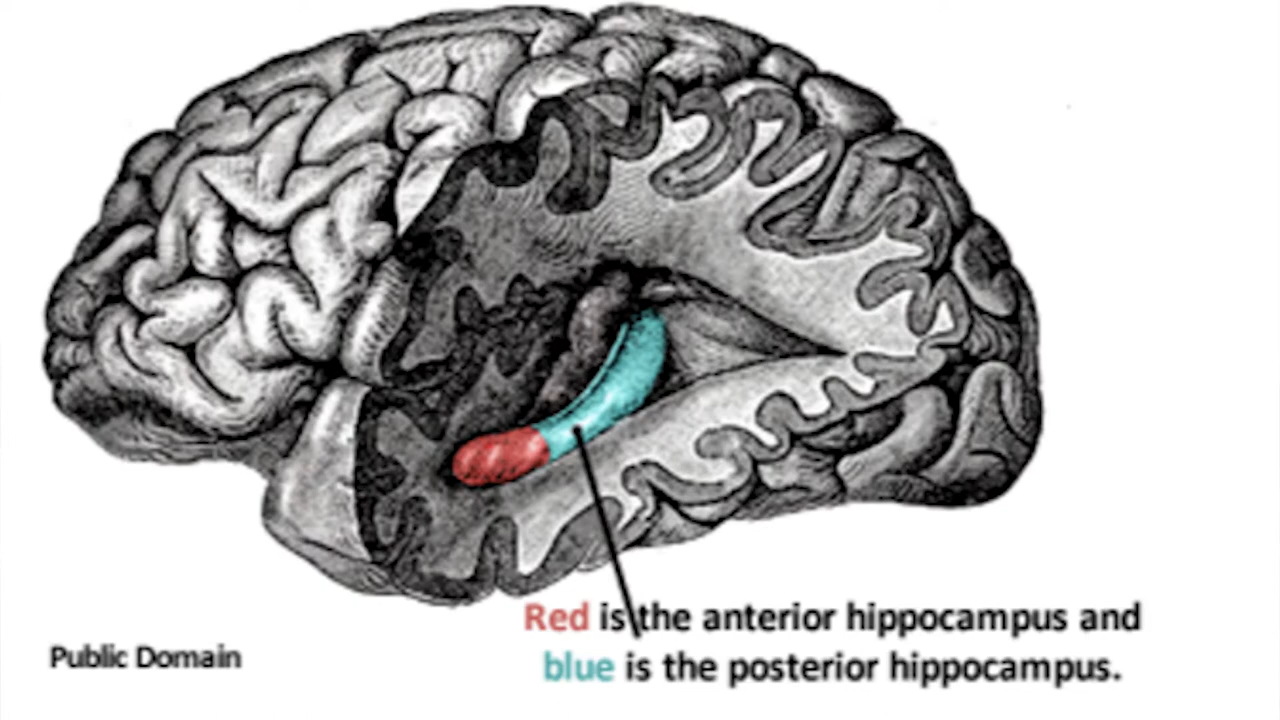 Red is the anterior hippocampus and
blue is the posterior hippocampus.
Public Domain